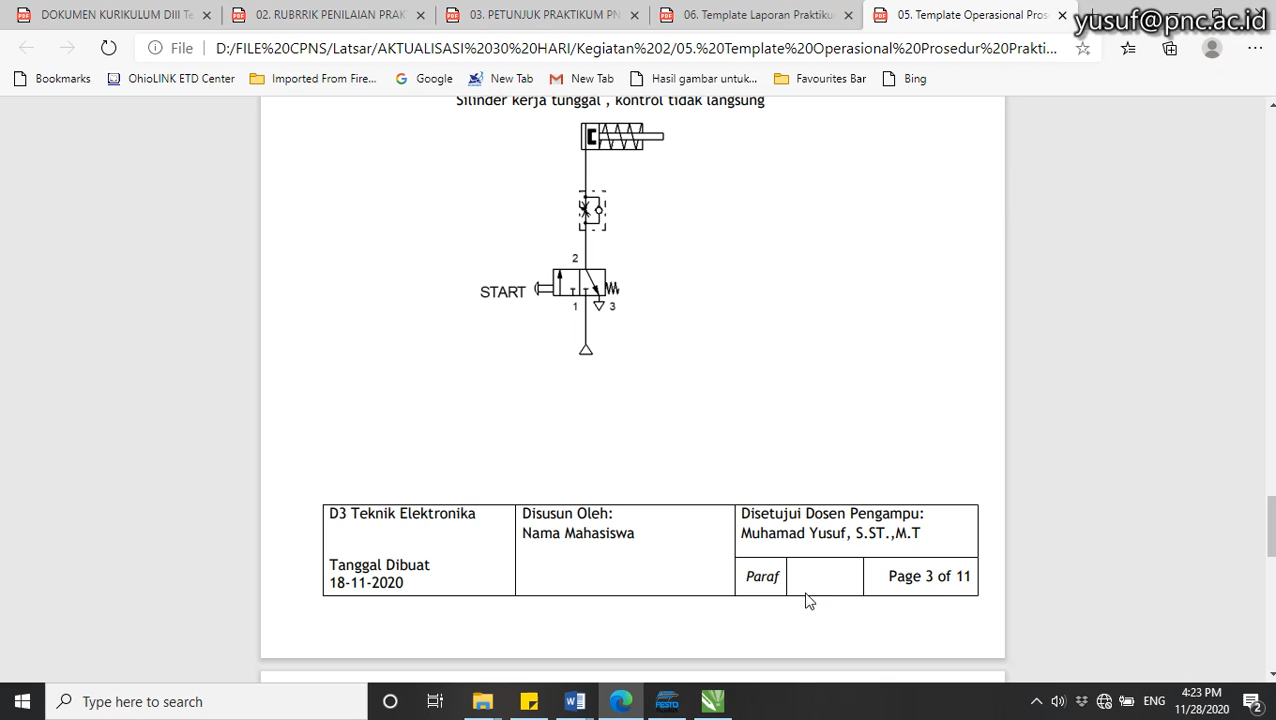 DOKUMEN KURIKULUM DE
02. RUBRRIK PENILAIAN PRAK
03. PETUNJUK PRAKTIKUM PN
06. Template Laporan Praktiku
05. Template Operasional Pros
yusuf@pnc.ac.id
File
D:/FILE%20CPNS/Latsar/AKTUALISASI%2030%20HARI/Kegiatan%202/05.%20Template%20Operasional%20Prosedur%20Prakti...
Bookmarks
OhioLINK ETD Center
Imported From Fire...
Google
New Tab
New Tab
Hasil gambar untuk...
Favourites Bar
Bing
Silinder kerja tunggal , kontrol tidak langsung
2
START
1
3
D3 Teknik Elektronika
Disusun Oleh:
Disetujui Dosen Pengampu:
Nama Mahasiswa
Muhamad Yusuf, S.ST.,M.T
Tanggal Dibuat
18-11-2020
Paraf
Page 3 of 11
Type here to search
FESTO
ENG
4:23 PM
11/28/2020
2